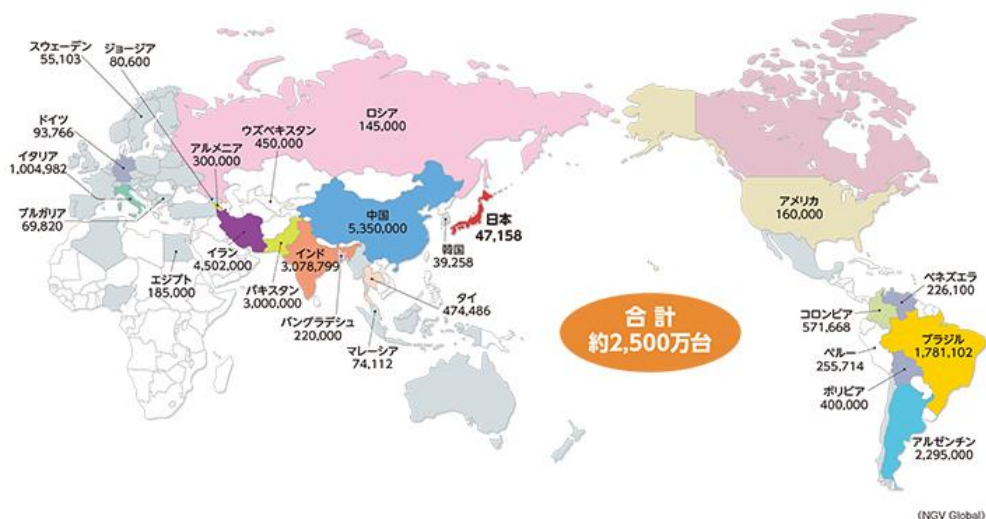 スウェーデン
55,103
ジョージア
80,600
ドイツ
93,766
イタリア
1,004,982
ブルガリア
69,820
アルメニア
300,000
ウズベキスタン
450,000
ロシア
145,000
中国
5,350,000
日本
47,158
韓国
39,258
イラン
4,502,000
インド
3,078,799
エジプト
185,000
パキスタン
3,000,000
バングラデシュ
220,000
タイ
474,486
マレーシア
74,112
合計
約2,500万台
アメリカ
160,000
ベネズエラ
226,100
コロンビア
571,668
ブラジル
1,781,102
ペルー
255,714
ボリビア
400,000
アルゼンチン
2,295,000
(NGV Global)